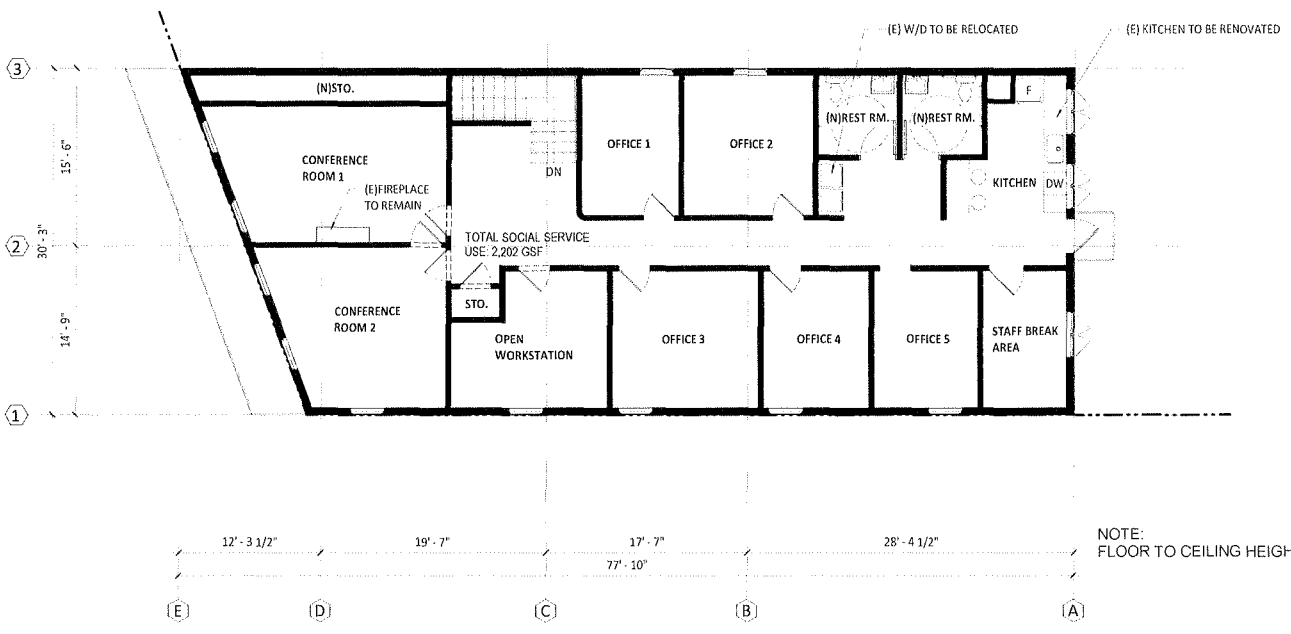 (E) W/D TO BE RELOCATED
(E) KITCHEN TO BE RENOVATED
3
(N)STO.
F
(N)REST RM.
(N)REST RM.
OFFICE 1
OFFICE 2
CONFERENCE
ROOM 1
15' - 6"
DN
KITCHEN
DW
(E)FIREPLACE
TO REMAIN
2
30' - 3"
TOTAL SOCIAL SERVICE
USE: 2,202 GSF
STO.
CONFERENCE
ROOM 2
14' - 9"
OPEN
WORKSTATION
OFFICE 3
OFFICE 4
OFFICE 5
STAFF BREAK
AREA
1
12' - 3 1/2"
19' - 7"
17' - 7"
28' - 4 1/2"
77' - 10"
NOTE:
FLOOR TO CEILING HEIGH
E
D
C
B
A